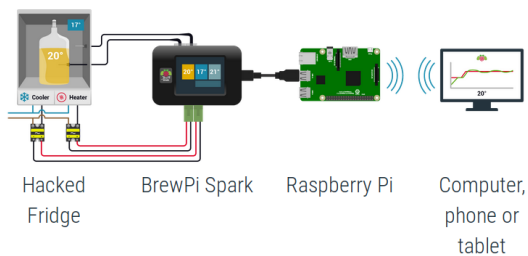 17°
20°
Cooler
Heater
20° 17° 21°
20°
Hacked
Fridge
BrewPi Spark
Raspberry Pi
Computer,
phone or
tablet